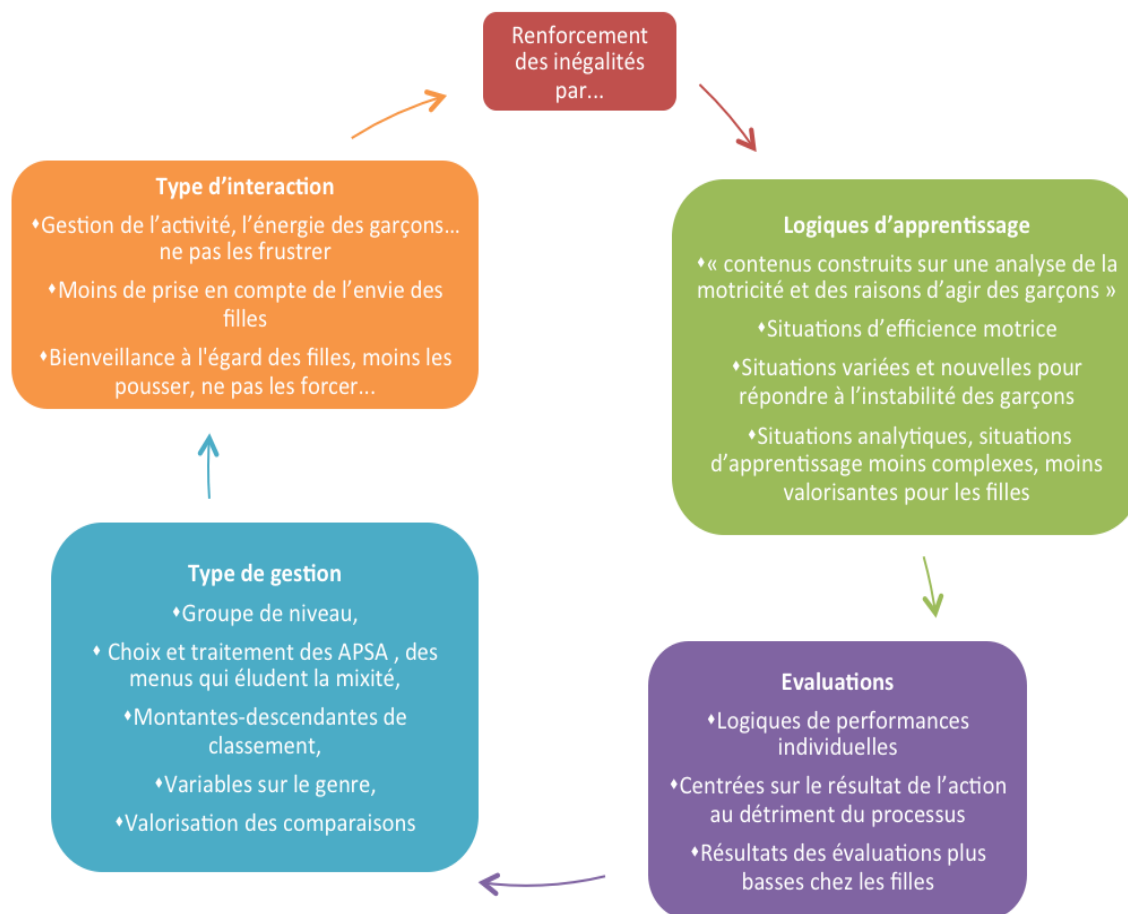 Renforcement
des inégalités
par...
Type d’interaction
♦Gestion de l’activité, l’énergie des garçons…
ne pas les frustrer
♦Moins de prise en compte de l’envie des
filles
♦Bienveillance à l'égard des filles, moins les
pousser, ne pas les forcer...
Logiques d’apprentissage
♦« contenus construits sur une analyse de la
motricité et des raisons d’agir des garçons »
♦Situations d’efficience motrice
♦Situations variées et nouvelles pour
répondre à l’instabilité des garçons
♦Situations analytiques, situations
d’apprentissage moins complexes, moins
valorisantes pour les filles
Type de gestion
♦Groupe de niveau,
♦ Choix et traitement des APSA , des
menus qui éludent la mixité,
♦Montantes-descendantes de
classement,
♦Variables sur le genre,
♦Valorisation des comparaisons
Evaluations
♦Logiques de performances
individuelles
♦Centrées sur le résultat de l’action
au détriment du processus
♦Résultats des évaluations plus
basses chez les filles